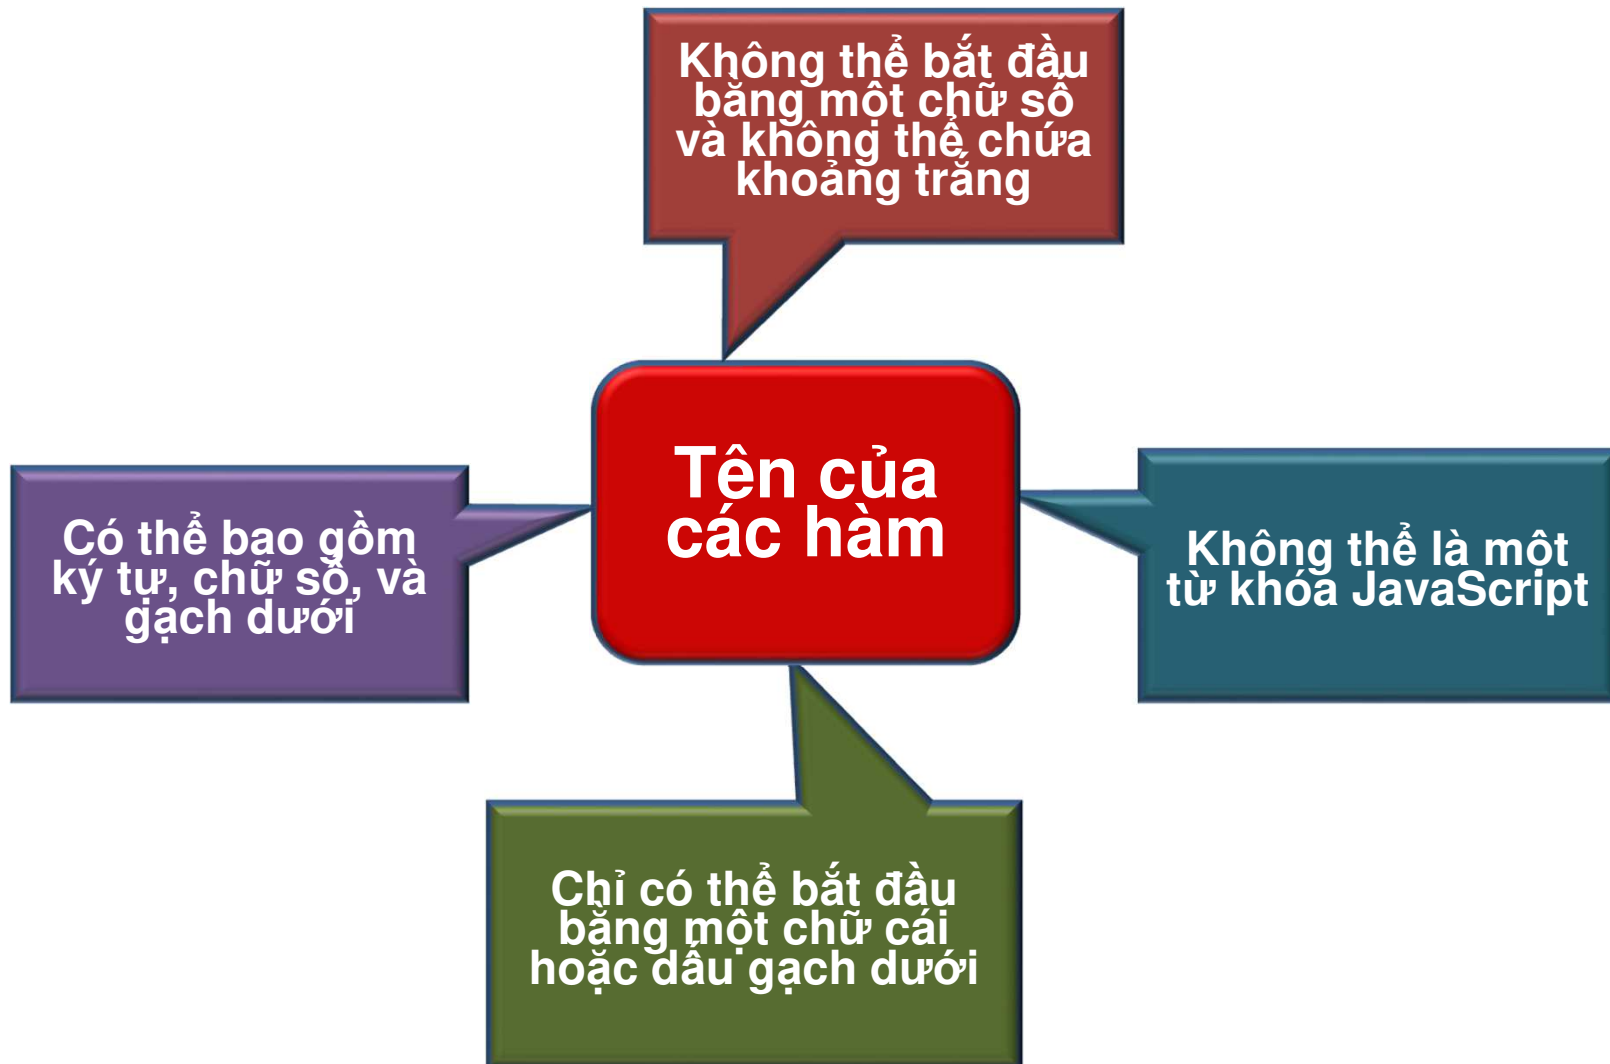 Không thể bắt đầu
bằng một chữ số
và không thể chứa
khoảng trắng
Tên của
các hàm
Có thể bao gồm
ký tự, chữ số, và
gạch dưới
Không thể là một
từ khóa JavaScript
Chỉ có thể bắt đầu
bằng một chữ cái
hoặc dấu gạch dưới